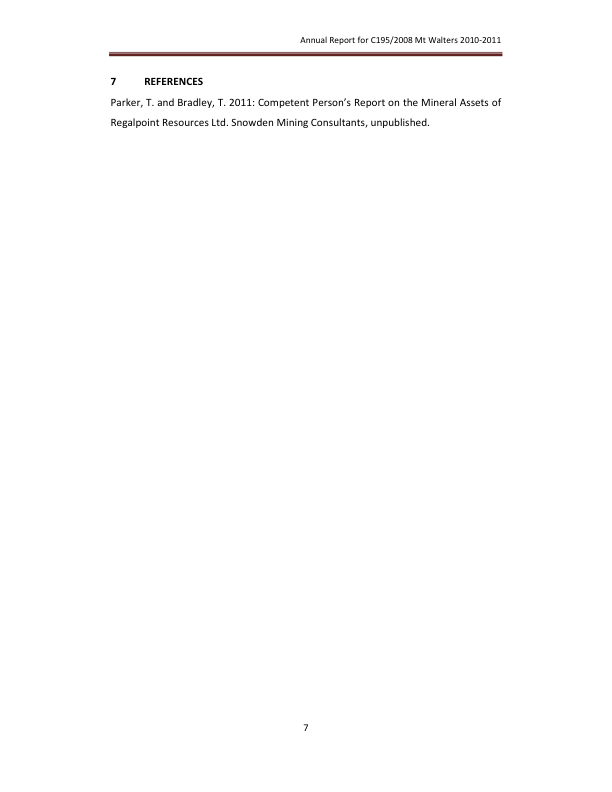 Annual Report for C195/2008 Mt Walters 2010-2011
7 REFERENCES
Parker, T. and Bradley, T. 2011: Competent Person’s Report on the Mineral Assets of
Regalpoint Resources Ltd. Snowden Mining Consultants, unpublished.
7